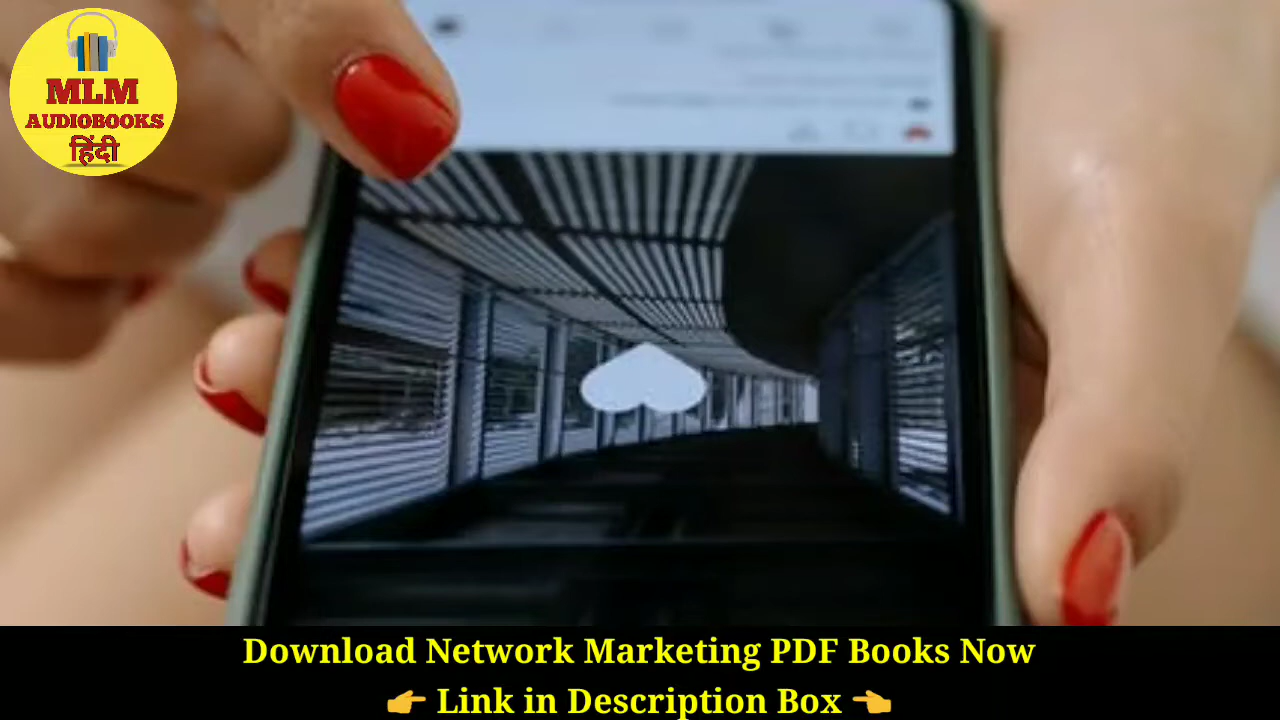 MLM
AUDIOBOOKS
हिंदी
Download Network Marketing PDF Books Now
👉 Link in Description Box 👈